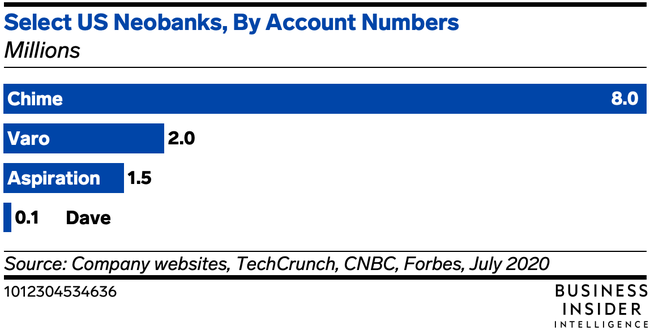 Select US Neobanks, By Account Numbers
Millions
Chime 8.0
Varo 2.0
Aspiration 1.5
0.1 Dave
Source: Company websites, TechCrunch, CNBC, Forbes, July 2020
1012304534636
BUSINESS
INSIDER
INTELLIGENCE